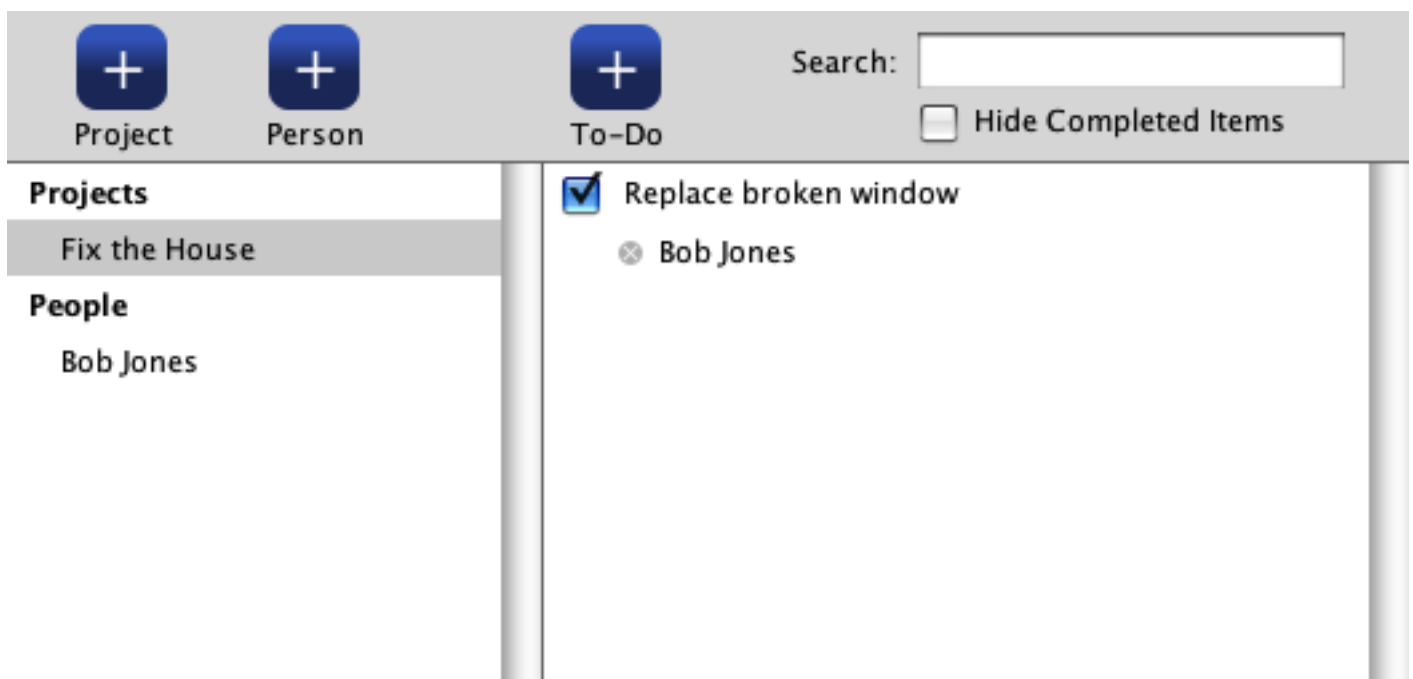 Project
Person
To-Do
Search:
Hide Completed Items
Projects
Fix the House
People
Bob Jones
Replace broken window
Bob Jones